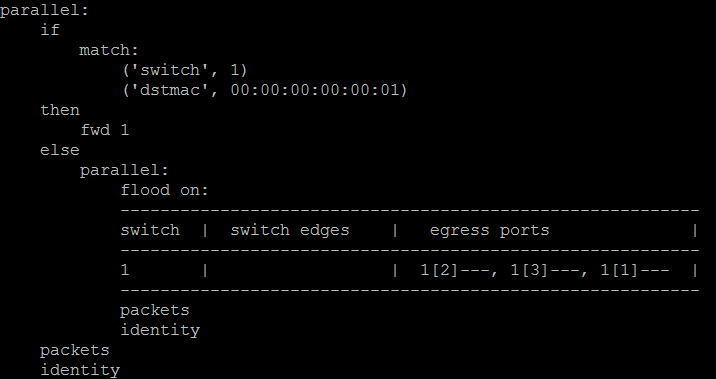 parallel:
    if
        match:
            ('switch', 1)
            ('dstmac', 00:00:00:00:00:01)
    then
        fwd 1
    else
        parallel:
            flood on:
            ----------------------------------------------------------
            switch  |  switch edges    |   egress ports              |
            ----------------------------------------------------------
            1       |                  |  1[2]---, 1[3]---, 1[1]---  |
            ----------------------------------------------------------
            packets
            identity
    packets
    identity